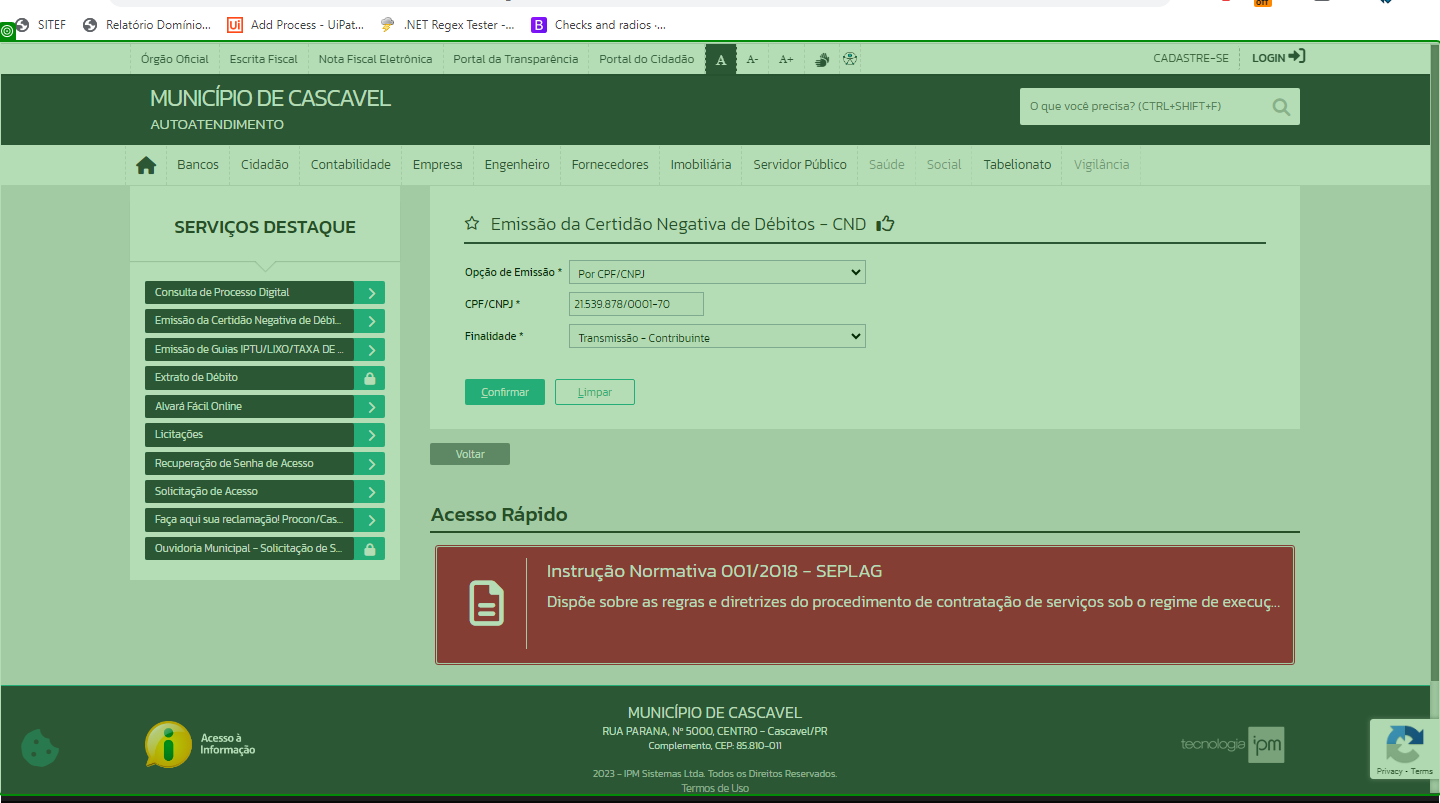 SITEF Relatório Domínio... Ui Add Process - UiPat... .NET Regex Tester -... B Checks and radios ·...
Órgão Oficial Escrita Fiscal Nota Fiscal Eletrônica Portal da Transparência Portal do Cidadão A A- A+ CADASTRE-SE LOGIN
MUNICÍPIO DE CASCAVEL
AUTOATENDIMENTO
O que você precisa? (CTRL+SHIFT+F)
Bancos Cidadão Contabilidade Empresa Engenheiro Fornecedores Imobiliária Servidor Público Saúde Social Tabelionato Vigilância
SERVIÇOS DESTAQUE
Consulta de Processo Digital
Emissão da Certidão Negativa de Débi...
Emissão de Guias IPTU/LIXO/TAXA DE ...
Extrato de Débito
Alvará Fácil Online
Licitações
Recuperação de Senha de Acesso
Solicitação de Acesso
Faça aqui sua reclamação! Procon/Cas...
Ouvidoria Municipal - Solicitação de S...
Emissão da Certidão Negativa de Débitos - CND
Opção de Emissão * Por CPF/CNPJ
CPF/CNPJ * 21.539.878/0001-70
Finalidade * Transmissão - Contribuinte
Confirmar Limpar
Voltar
Acesso Rápido
Instrução Normativa 001/2018 - SEPLAG
Dispõe sobre as regras e diretrizes do procedimento de contratação de serviços sob o regime de execuç...
Acesso à
Informação
MUNICÍPIO DE CASCAVEL
RUA PARANA, Nº 5000, CENTRO - Cascavel/PR
Complemento, CEP: 85.810-011
2023 - IPM Sistemas Ltda. Todos os Direitos Reservados.
Termos de Uso
tecnologia ipm
Privacy - Terms